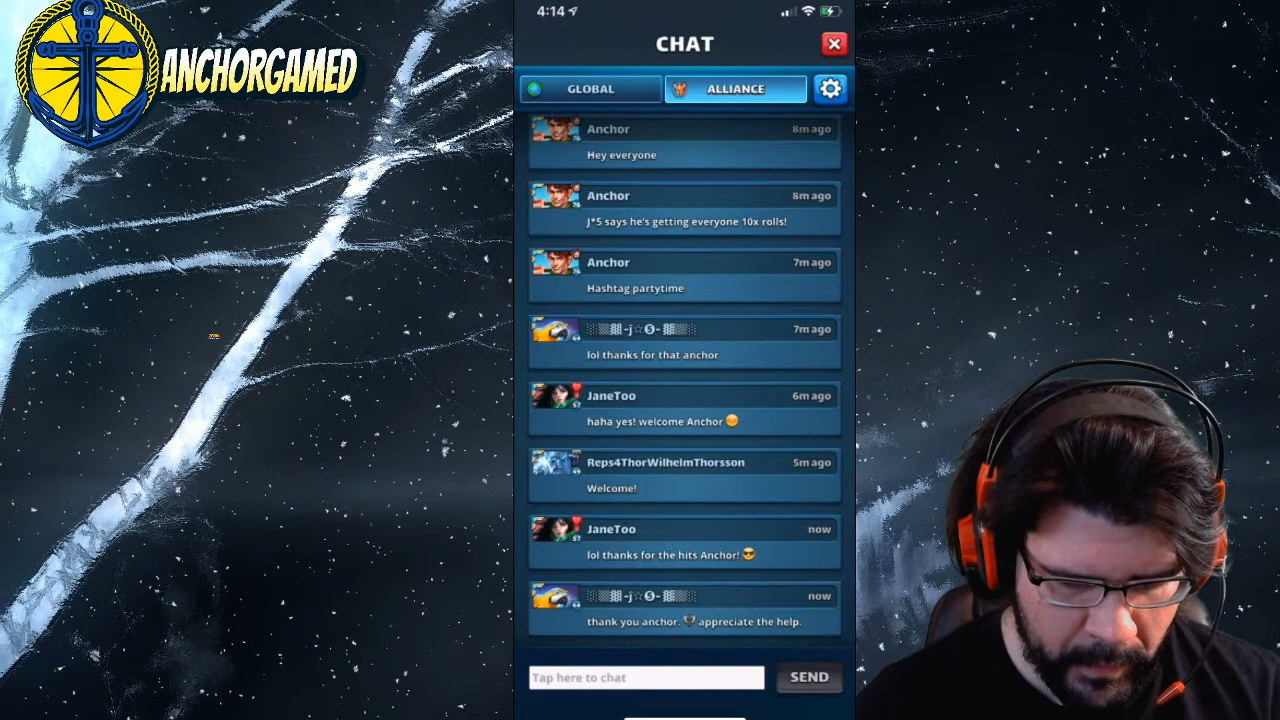 ANCHORGAMED
4:14
CHAT
GLOBAL
ALLIANCE
Anchor 8m ago
Hey everyone
Anchor 8m ago
J*5 says he's getting everyone 10x rolls!
Anchor 7m ago
Hashtag partytime
░▒▓-j☆❺-▓▒░ 7m ago
lol thanks for that anchor
JaneToo 6m ago
haha yes! welcome Anchor 😊
Reps4ThorWilhelmThorsson 5m ago
Welcome!
JaneToo now
lol thanks for the hits Anchor! 😎
░▒▓-j☆❺-▓▒░ now
thank you anchor. appreciate the help.
Tap here to chat
SEND